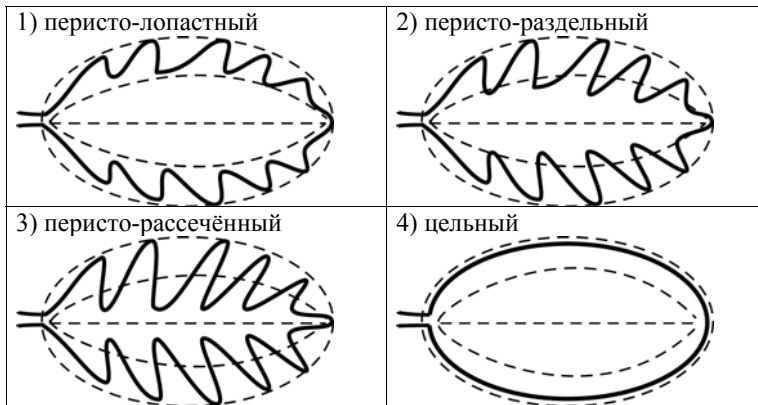 1) перисто-лопастный
2) перисто-раздельный
3) перисто-рассечённый
4) цельный